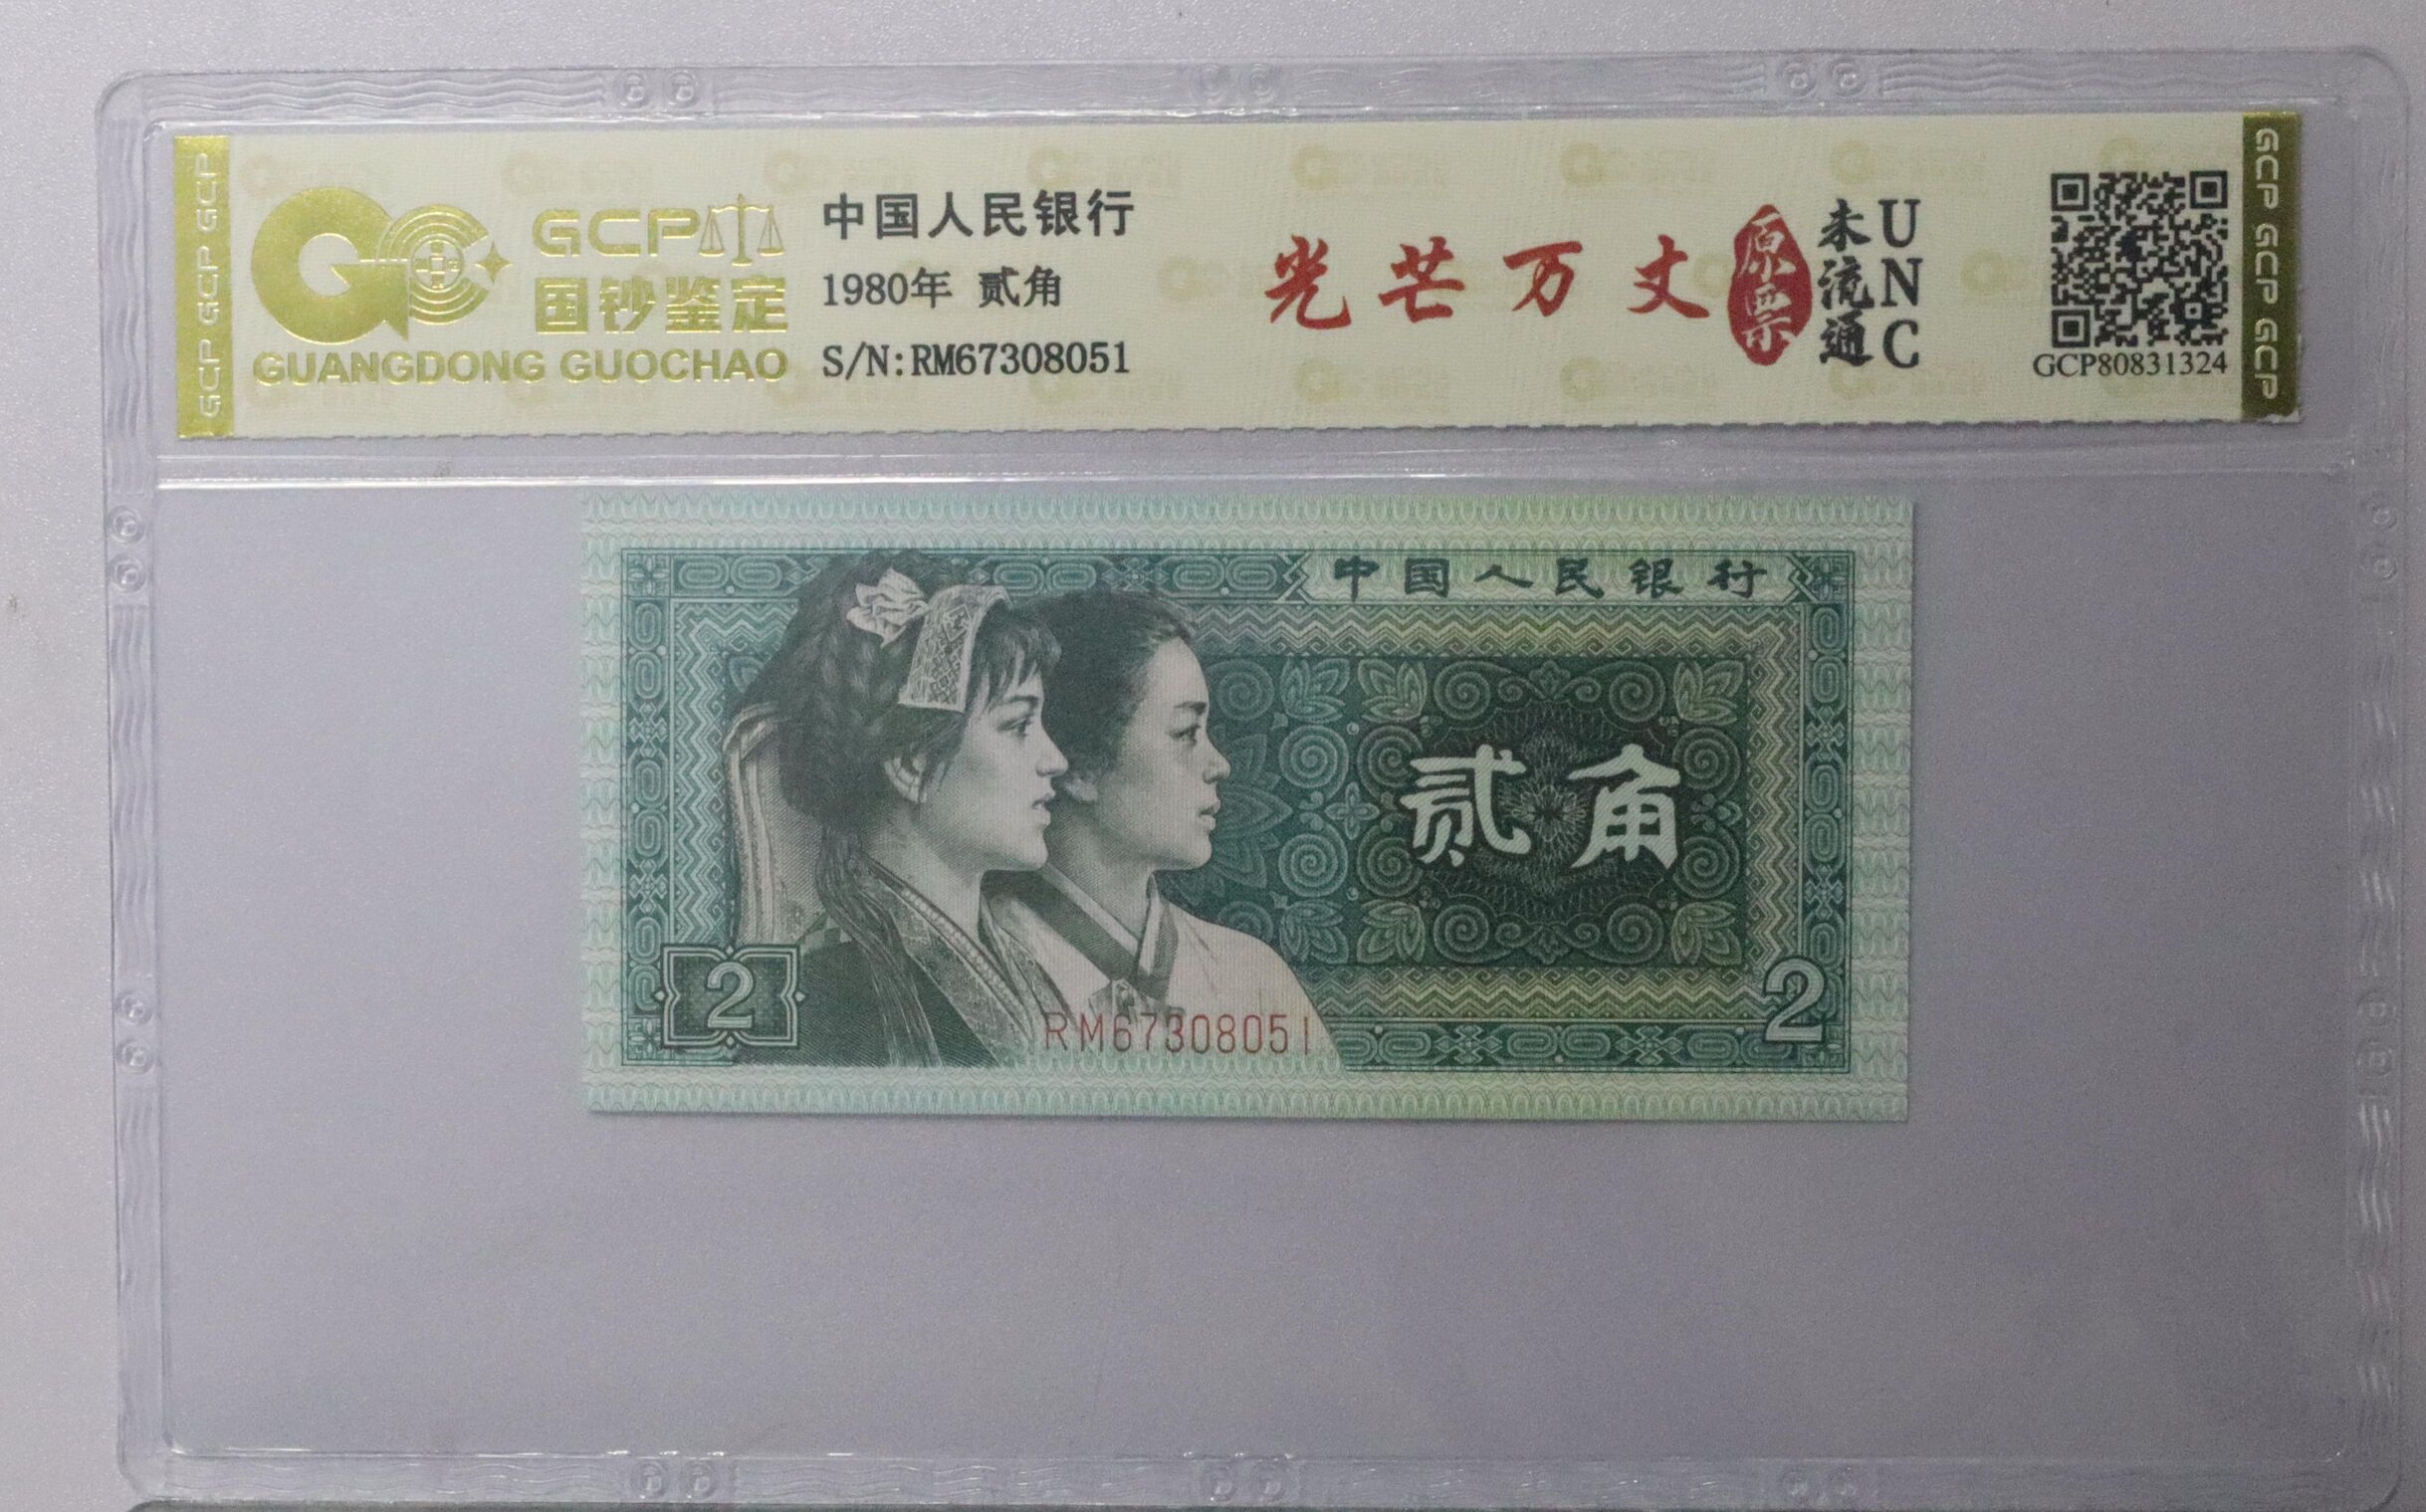 GCP GCP GCP
GCP
国钞鉴定
GUANGDONG GUOCHAO
中国人民银行
1980年 贰角
S/N:RM67308051
光芒万丈
原票
未流通
UNC
GCP80831324
GCP GCP GCP
中国人民银行
贰角
2
RM67308051
2